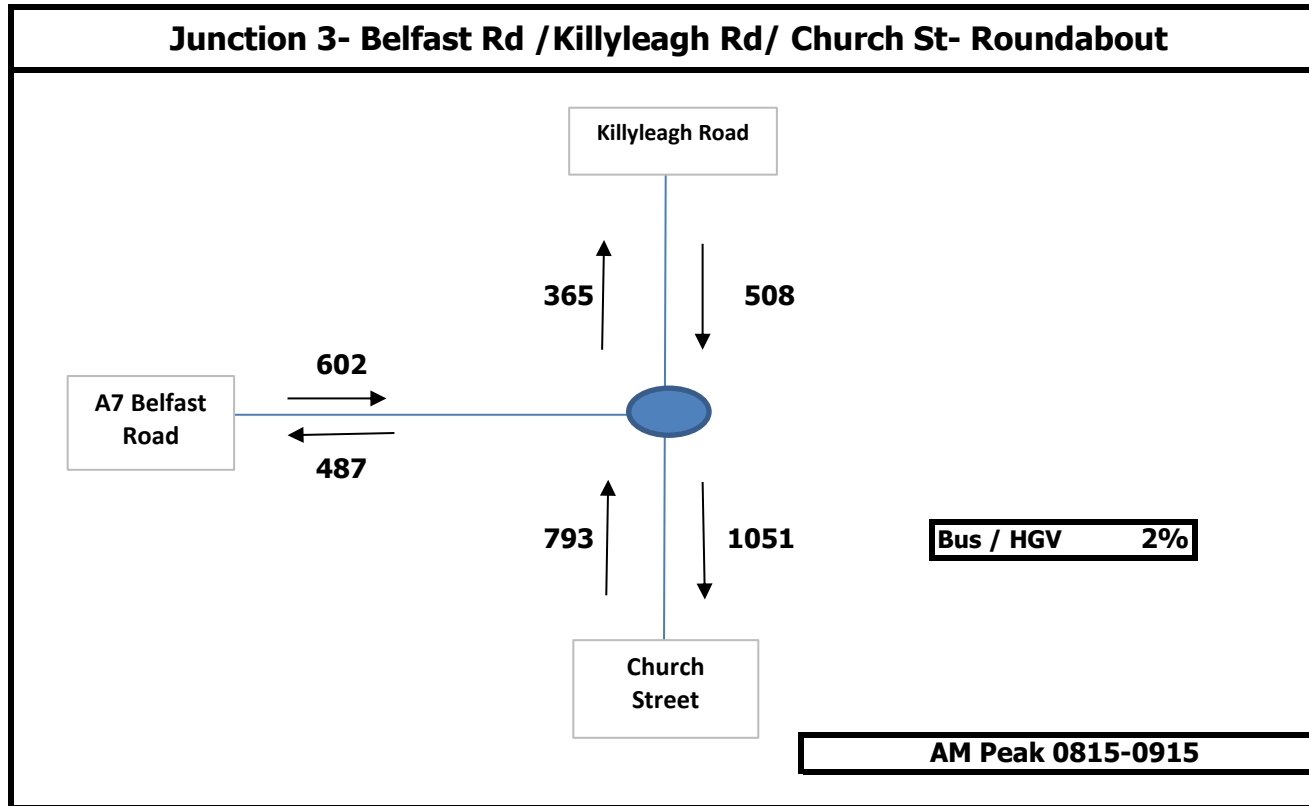 Junction 3- Belfast Rd /Killyleagh Rd/ Church St- Roundabout
Killyleagh Road
365
508
602
A7 Belfast
Road
487
793
1051
Bus / HGV 2%
Church
Street
AM Peak 0815-0915